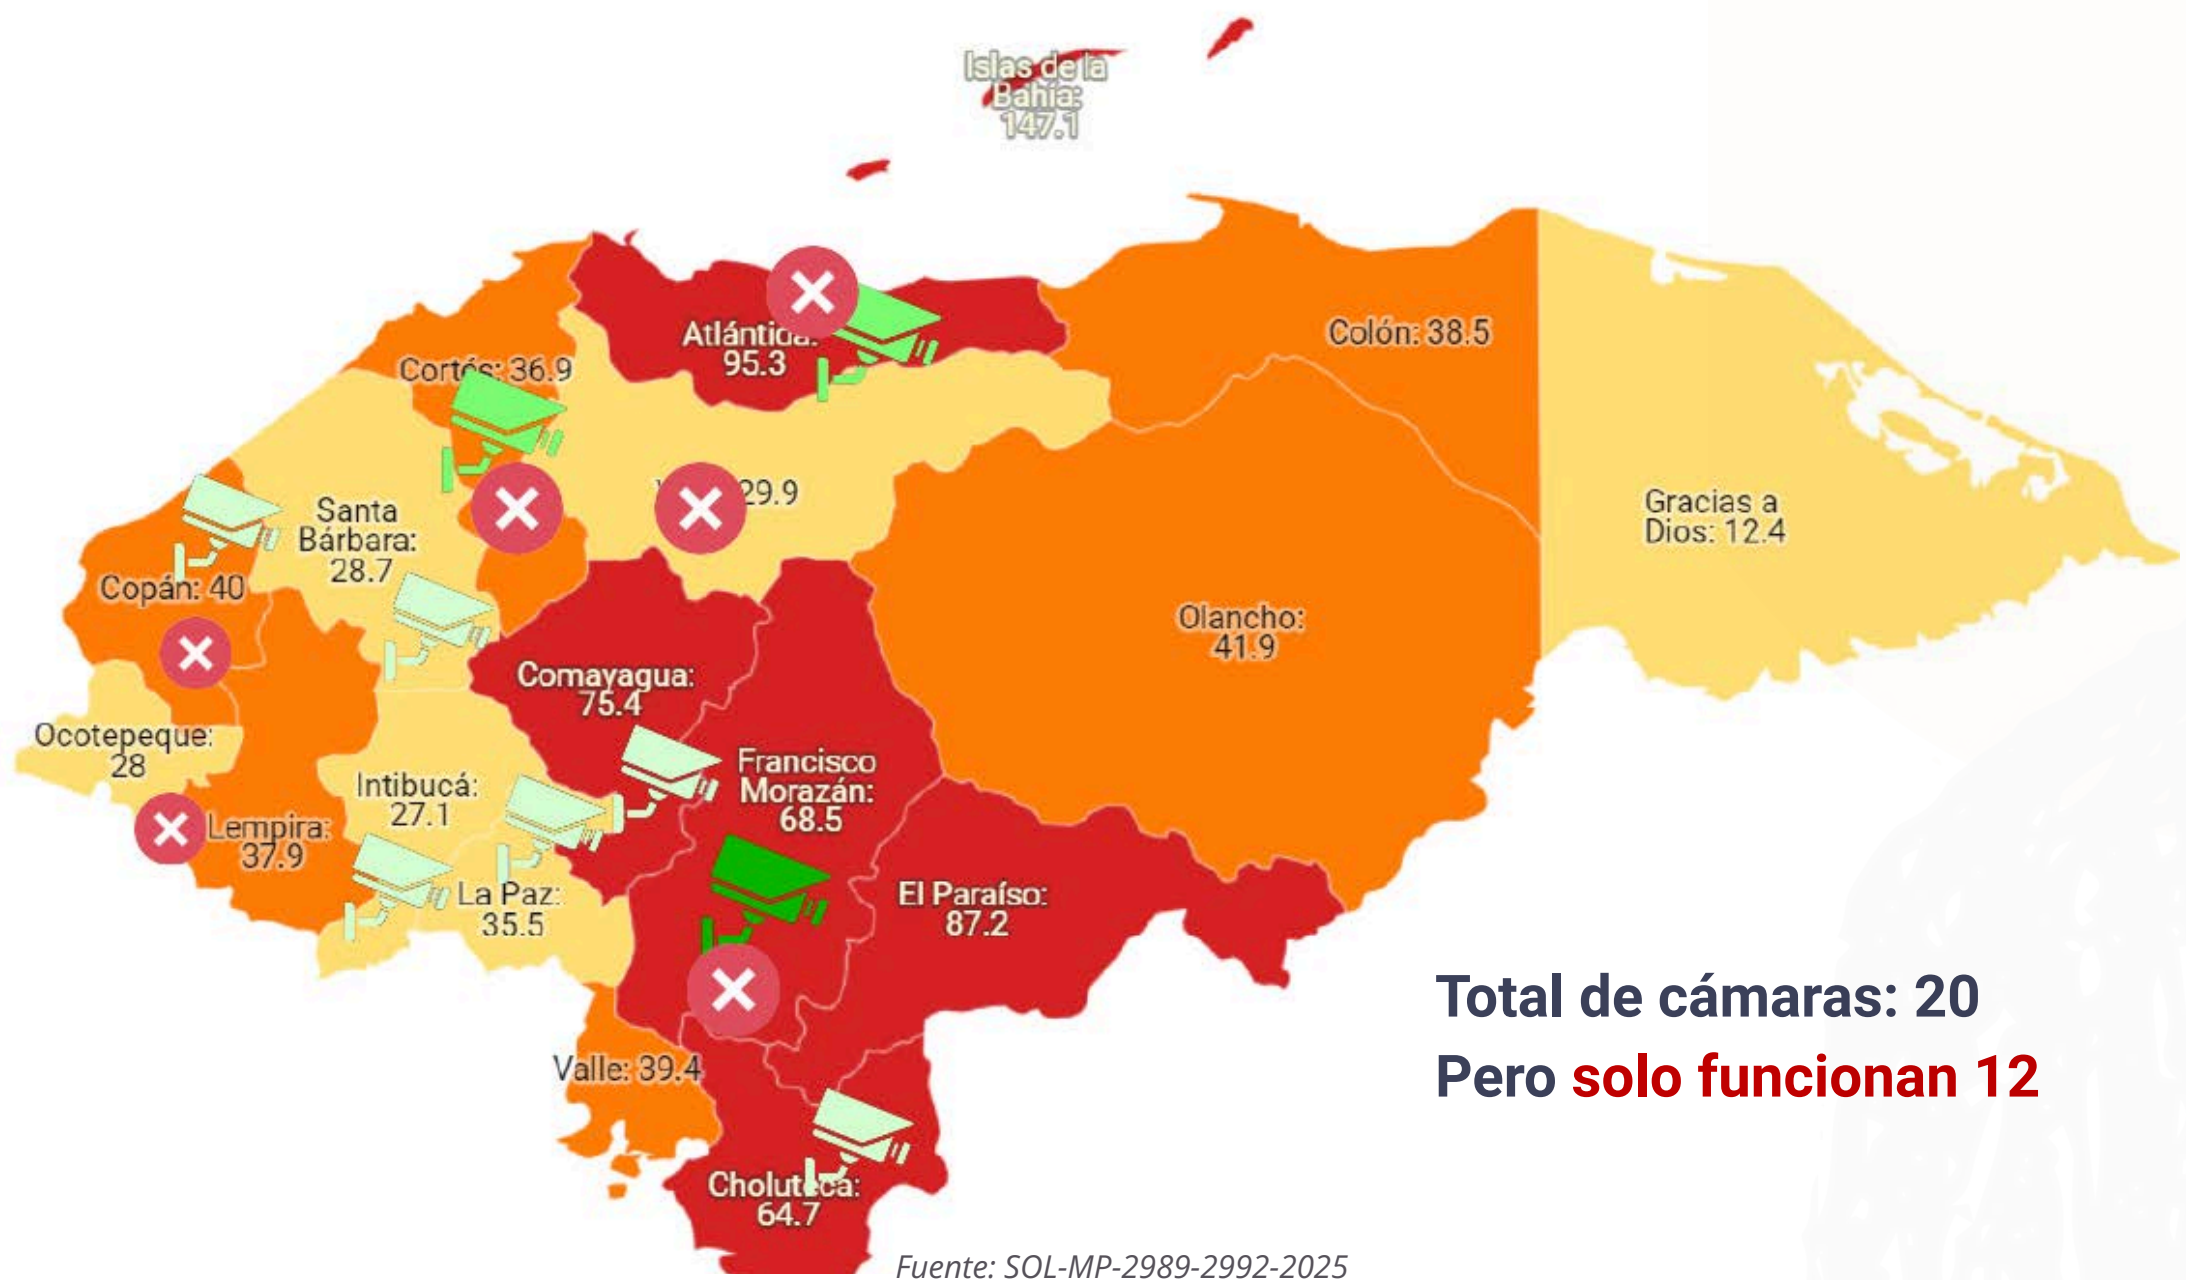 Islas de la
Bahía:
147.1
Atlántida:
95.3
Colón: 38.5
Cortés: 36.9
29.9
Santa
Bárbara:
28.7
Gracias a
Dios: 12.4
Copán: 40
Olancho:
41.9
Comayagua:
75.4
Ocotepeque:
28
Francisco
Morazán:
68.5
Intibucá:
27.1
Lempira:
37.9
La Paz:
35.5
El Paraíso:
87.2
Total de cámaras: 20
Pero solo funcionan 12
Valle: 39.4
Choluteca:
64.7
Fuente: SOL-MP-2989-2992-2025